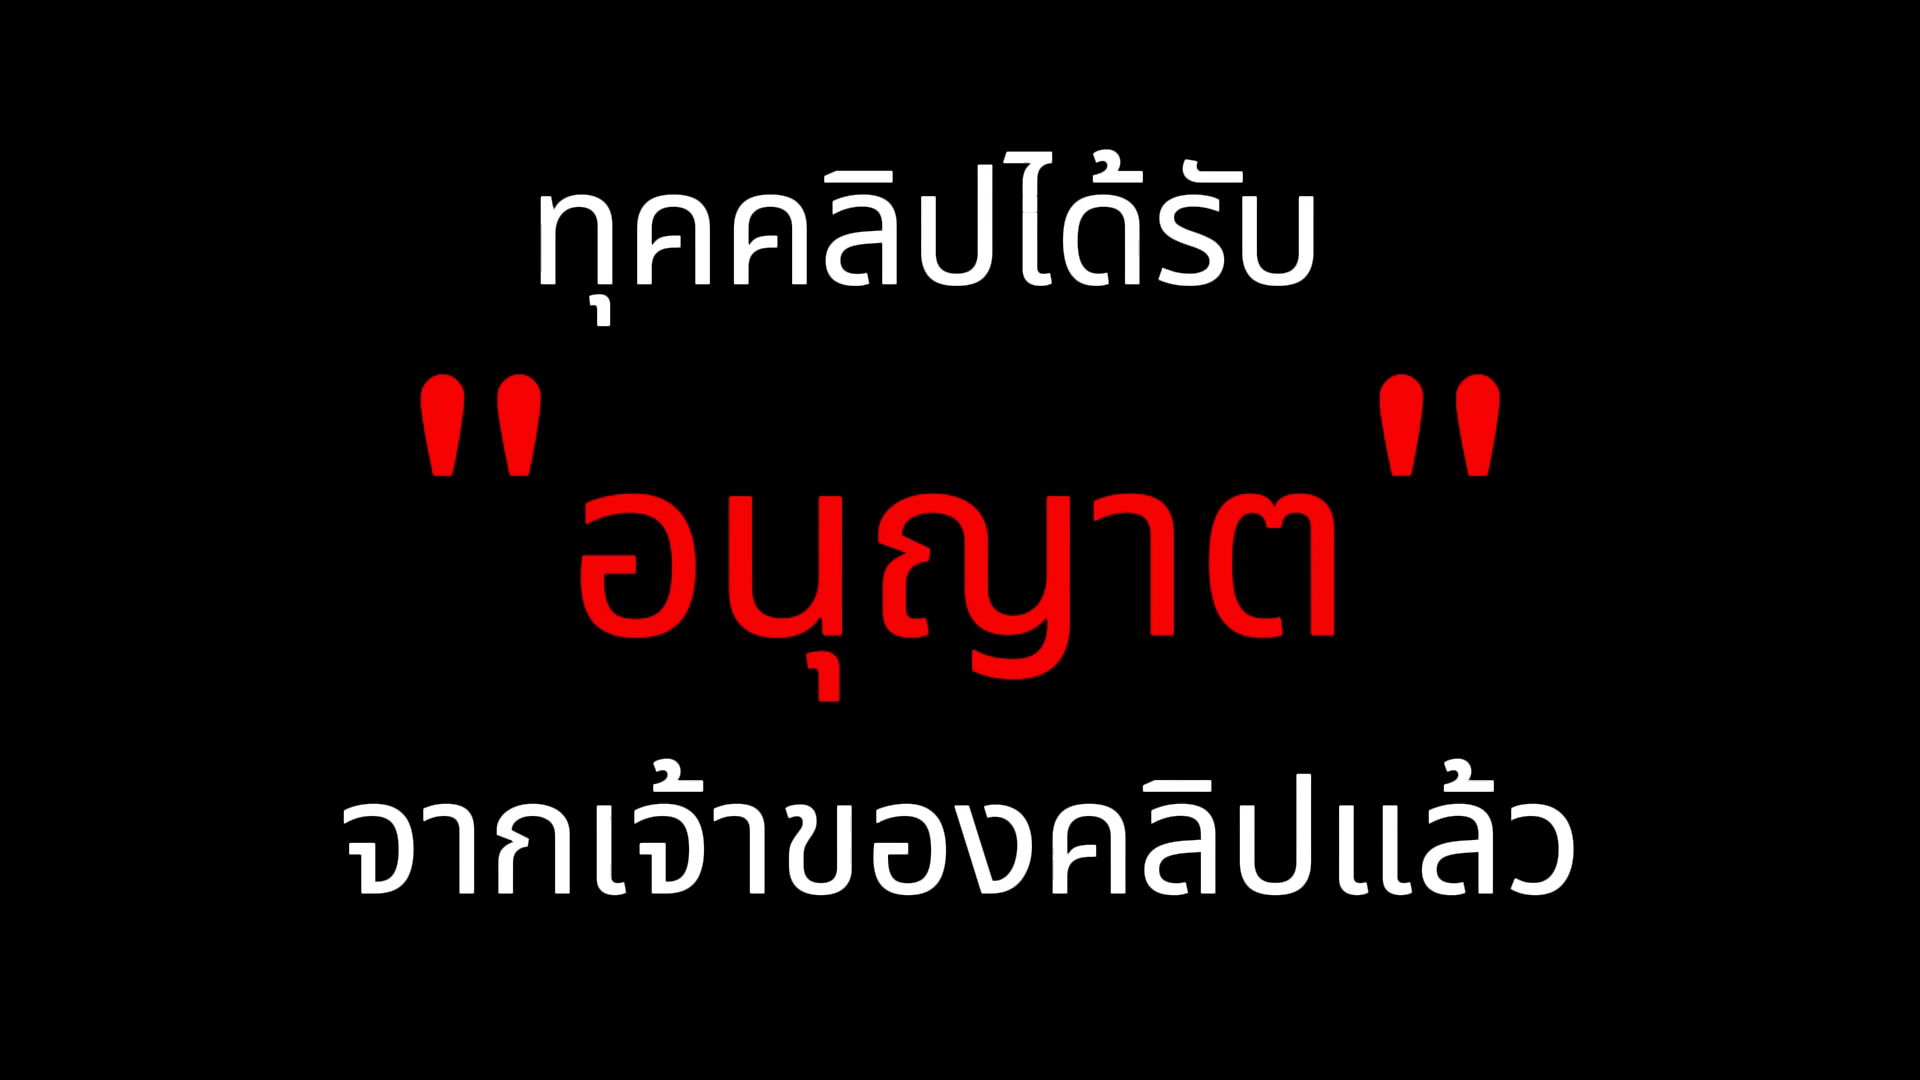 ทุกคลิปได้รับ
"อนุญาต"
จากเจ้าของคลิปแล้ว